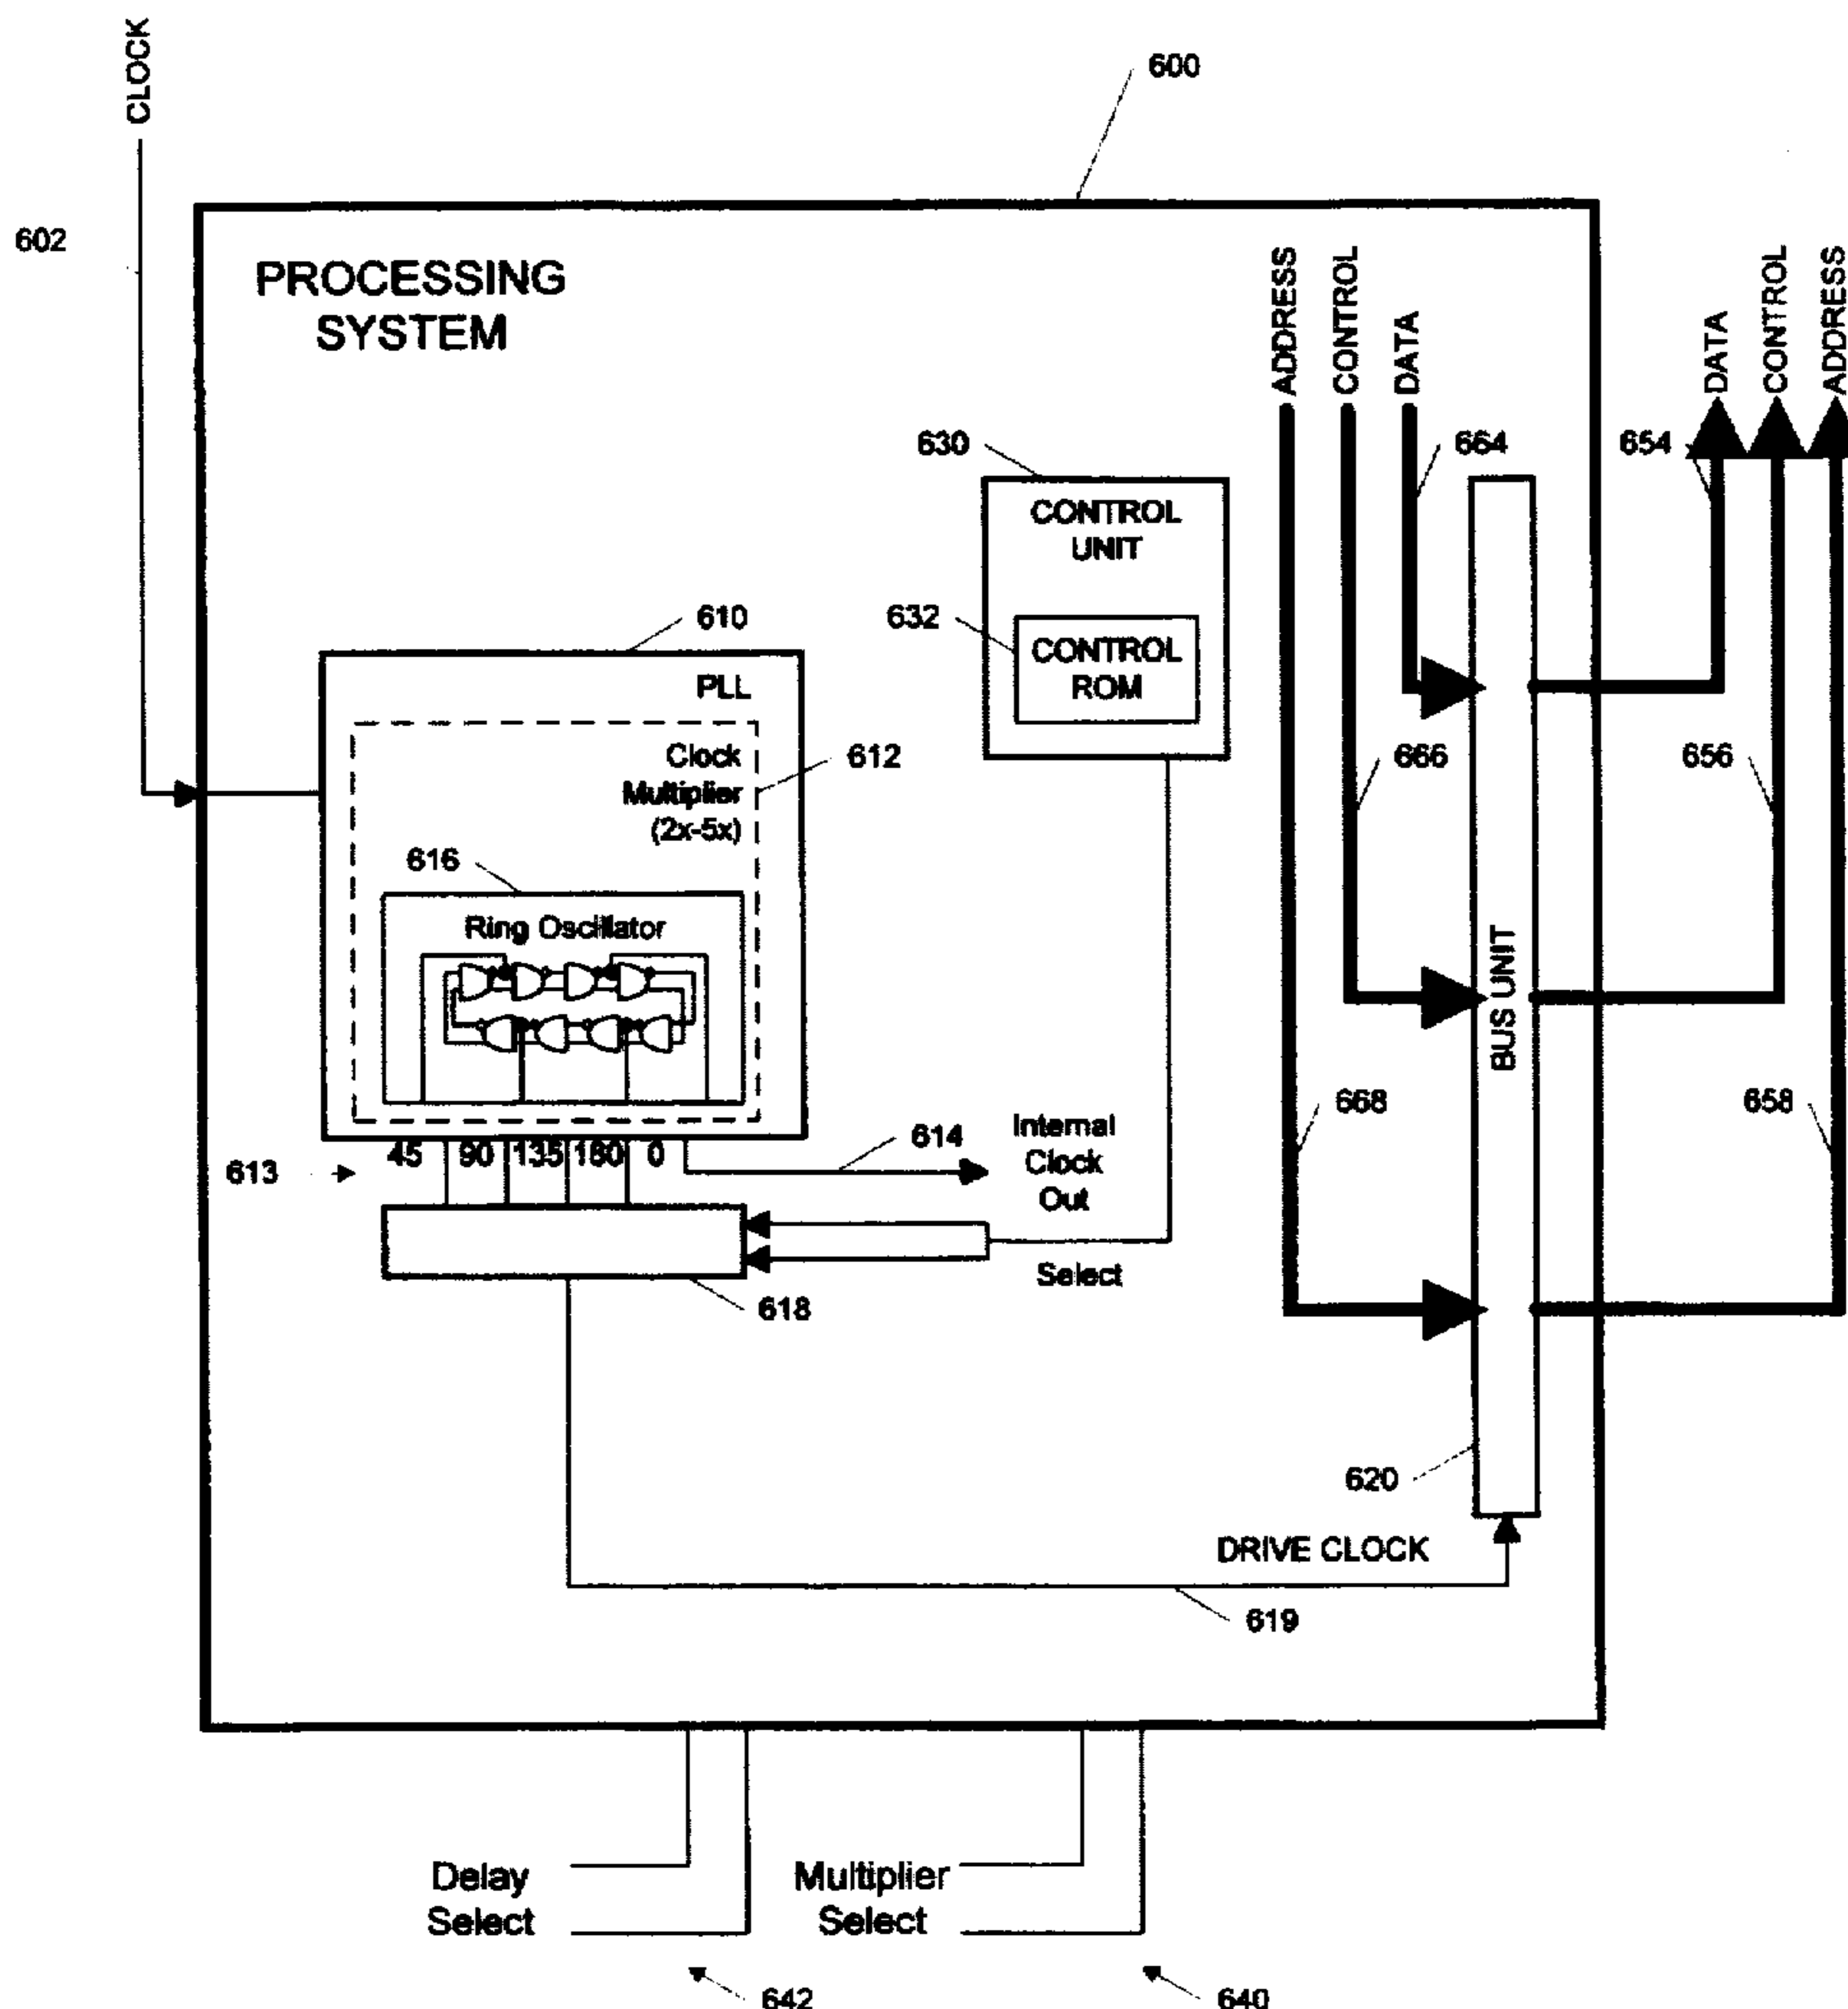 CLOCK
600
602
PROCESSING
SYSTEM
ADDRESS
CONTROL
DATA
DATA
CONTROL
ADDRESS
630
664
654
CONTROL
UNIT
632
CONTROL
ROM
610
PLL
Clock
Multiplier
(2x-5x)
612
666
656
616
Ring Oscillator
BUS UNIT
668
658
614
Internal
Clock
Out
45 90 135 180 0
613
Select
618
620
DRIVE CLOCK
619
Delay
Select
Multiplier
Select
642
640